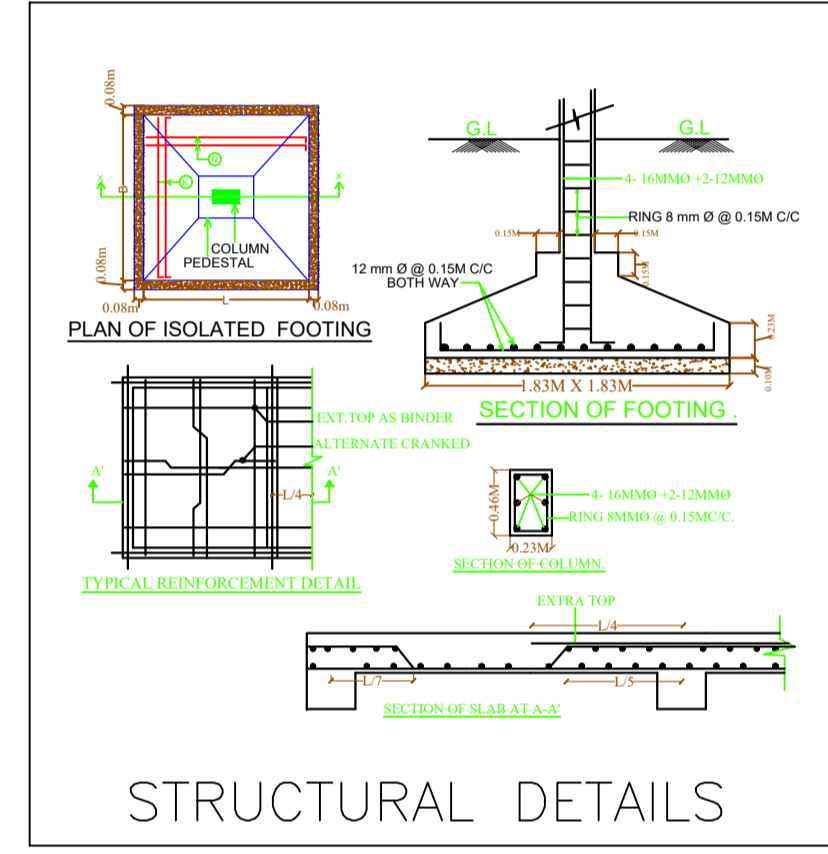 0.08m
B
0.08m
N
K
x
x
COLUMN
PEDESTAL
0.08m
L
0.08m
PLAN OF ISOLATED FOOTING
G.L
G.L
4- 16MMØ +2-12MMØ
RING 8 mm Ø @ 0.15M C/C
0.15M
0.15M
0.15M
12 mm Ø @ 0.15M C/C
BOTH WAY
0.23M
0.10M
1.83M X 1.83M
SECTION OF FOOTING .
EXT.TOP AS BINDER
ALTERNATE CRANKED
A'
A'
L/4
TYPICAL REINFORCEMENT DETAIL
0.46M
4- 16MMØ +2-12MMØ
RING 8MMØ @ 0.15MC/C.
0.23M
SECTION OF COLUMN.
EXTRA TOP
L/4
L/7
L/5
SECTION OF SLAB AT A-A'
STRUCTURAL DETAILS